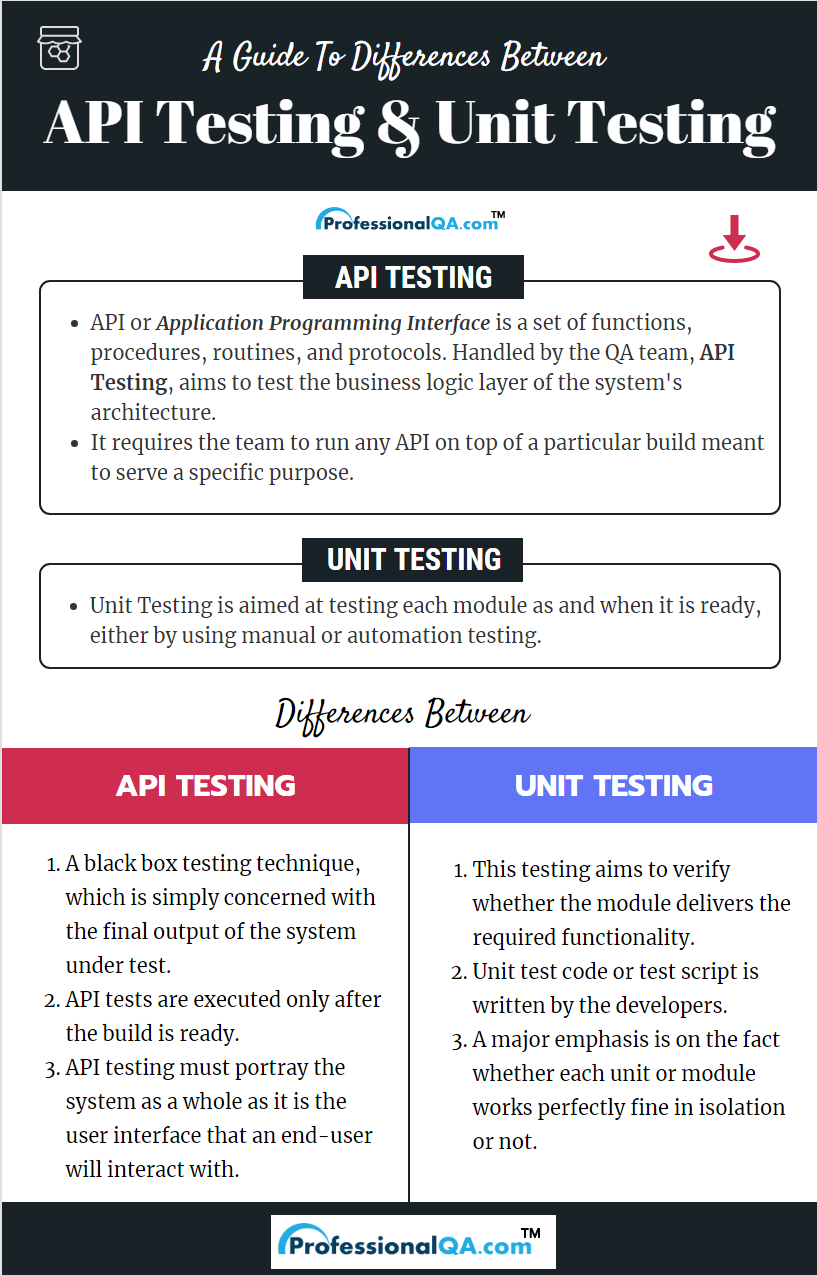 A Guide To Differences Between
API Testing & Unit Testing
ProfessionalQA.com™
API TESTING
• API or Application Programming Interface is a set of functions,
procedures, routines, and protocols. Handled by the QA team, API
Testing, aims to test the business logic layer of the system's
architecture.
• It requires the team to run any API on top of a particular build meant
to serve a specific purpose.
UNIT TESTING
• Unit Testing is aimed at testing each module as and when it is ready,
either by using manual or automation testing.
Differences Between
API TESTING
1. A black box testing technique,
which is simply concerned with
the final output of the system
under test.
2. API tests are executed only after
the build is ready.
3. API testing must portray the
system as a whole as it is the
user interface that an end-user
will interact with.
UNIT TESTING
1. This testing aims to verify
whether the module delivers the
required functionality.
2. Unit test code or test script is
written by the developers.
3. A major emphasis is on the fact
whether each unit or module
works perfectly fine in isolation
or not.
ProfessionalQA.com™